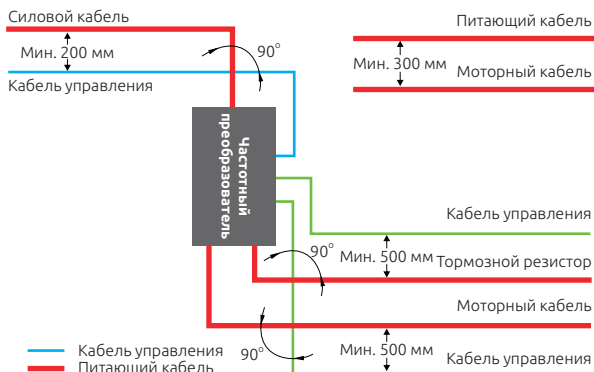 Силовой кабель
Мин. 200 мм
90°
Кабель управления
Питающий кабель
Мин. 300 мм
Моторный кабель
Частотный
преобразователь
Кабель управления
90°
Мин. 500 мм
Тормозной резистор
Моторный кабель
90°
Мин. 500 мм
Кабель управления
Кабель управления
Питающий кабель